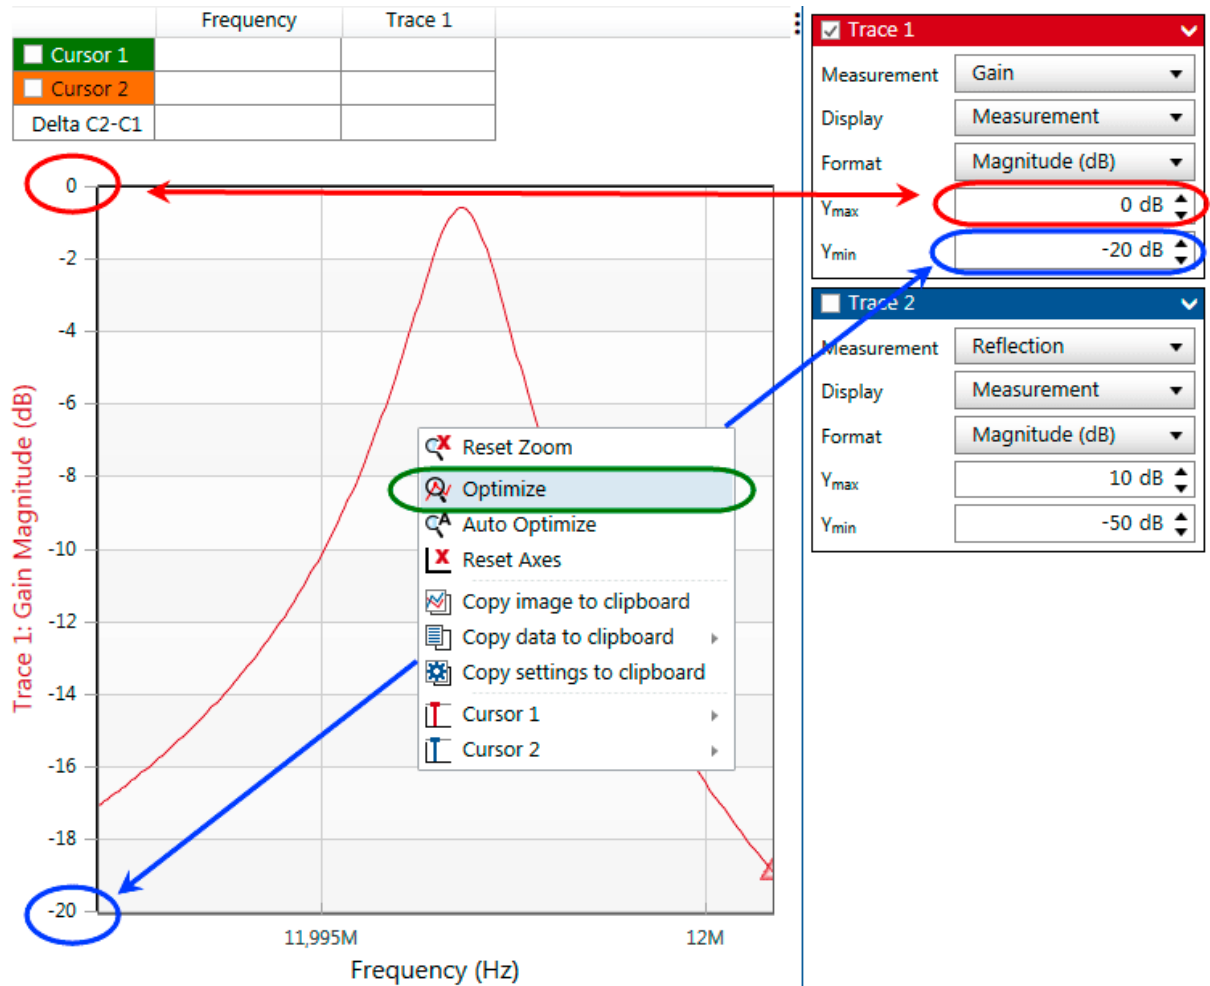 Frequency Trace 1
Cursor 1
Cursor 2
Delta C2-C1
0
-2
-4
-6
-8
-10
-12
-14
-16
-18
-20
Trace 1: Gain Magnitude (dB)
11,995M 12M
Frequency (Hz)
Reset Zoom
Optimize
Auto Optimize
Reset Axes
Copy image to clipboard
Copy data to clipboard
Copy settings to clipboard
Cursor 1
Cursor 2
Trace 1
Measurement Gain
Display Measurement
Format Magnitude (dB)
Ymax 0 dB
Ymin -20 dB
Trace 2
Measurement Reflection
Display Measurement
Format Magnitude (dB)
Ymax 10 dB
Ymin -50 dB